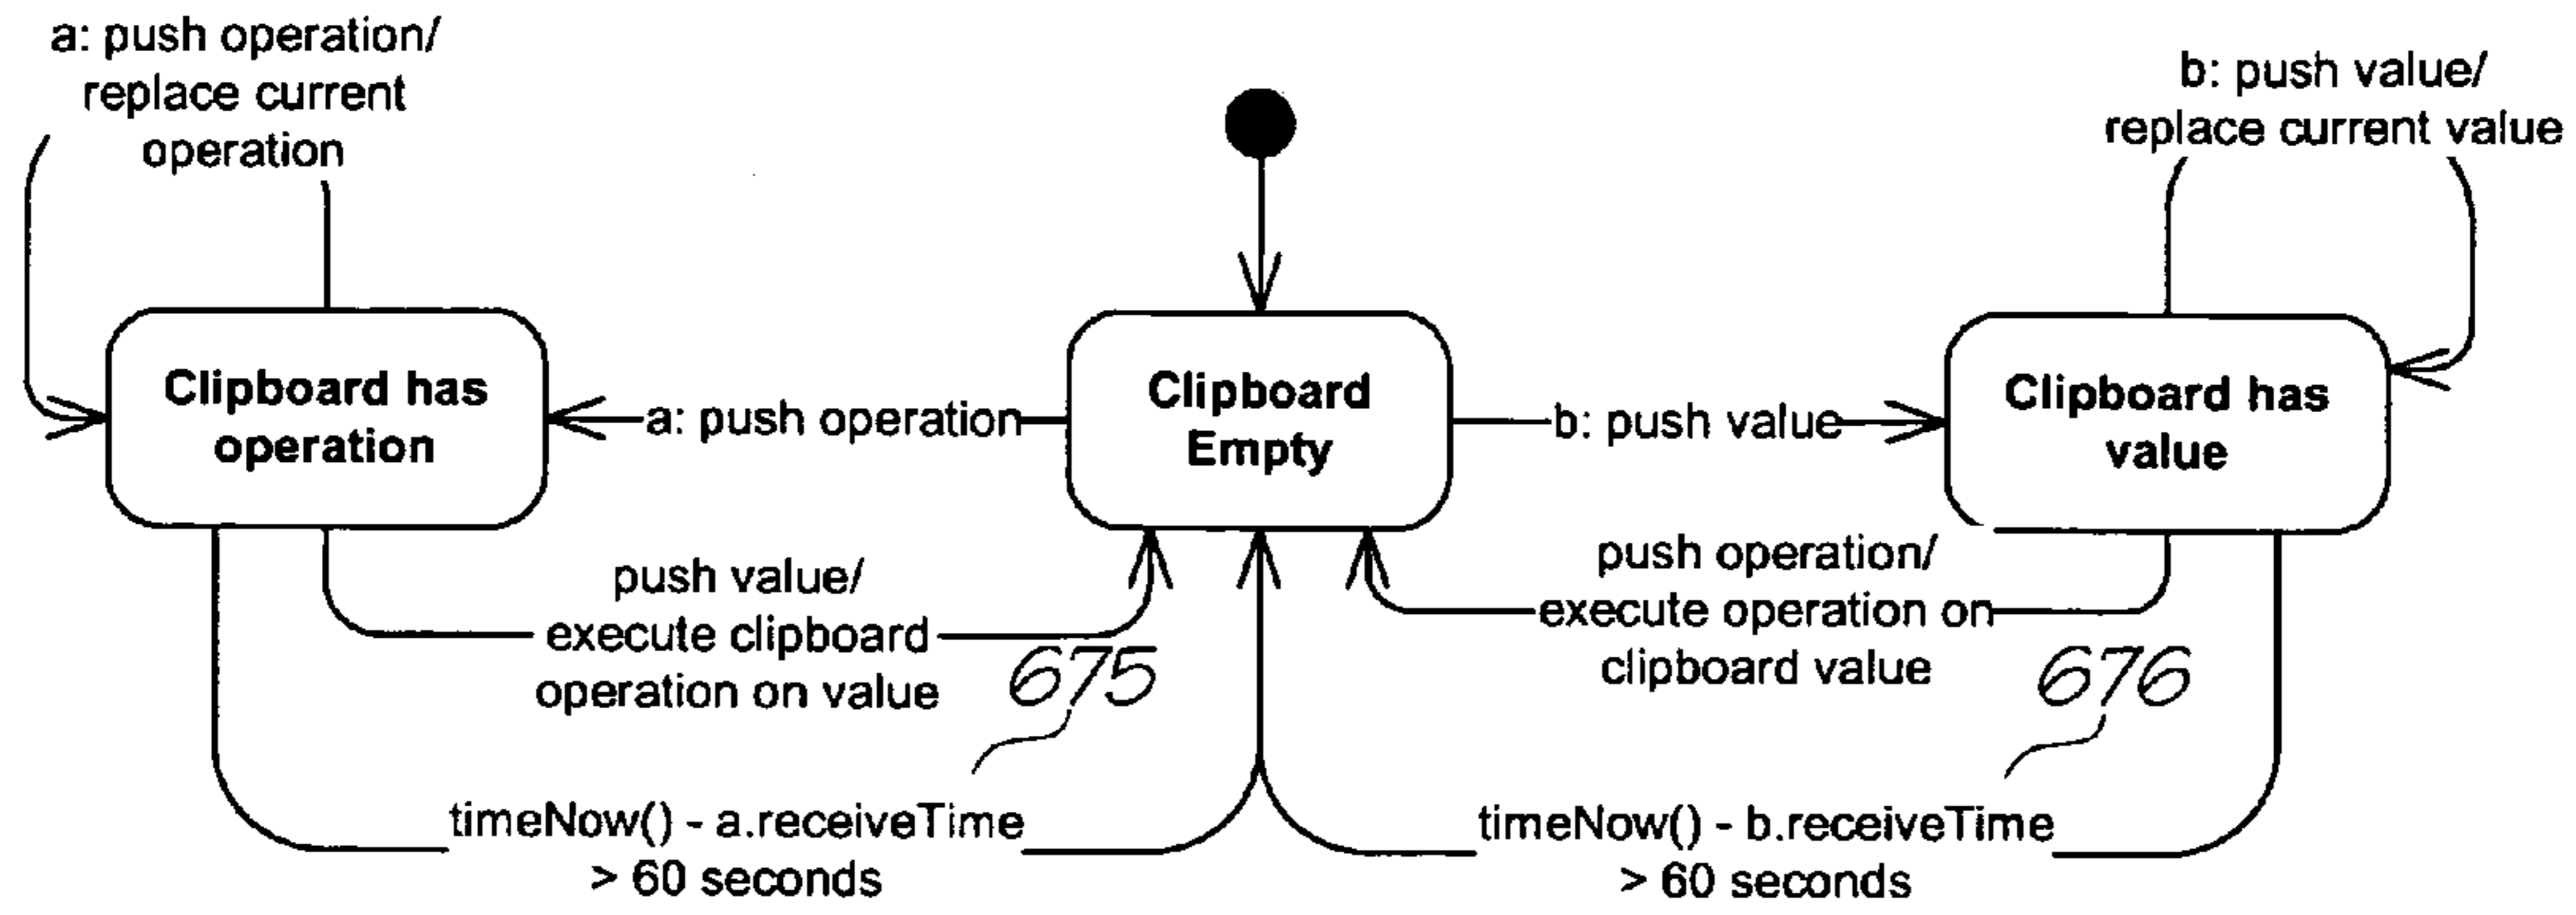 a: push operation/
replace current
operation
b: push value/
replace current value
Clipboard has
operation
a: push operation
Clipboard
Empty
b: push value
Clipboard has
value
push value/
execute clipboard
operation on value
675
push operation/
execute operation on
clipboard value
676
timeNow() - a.receiveTime
> 60 seconds
timeNow() - b.receiveTime
> 60 seconds